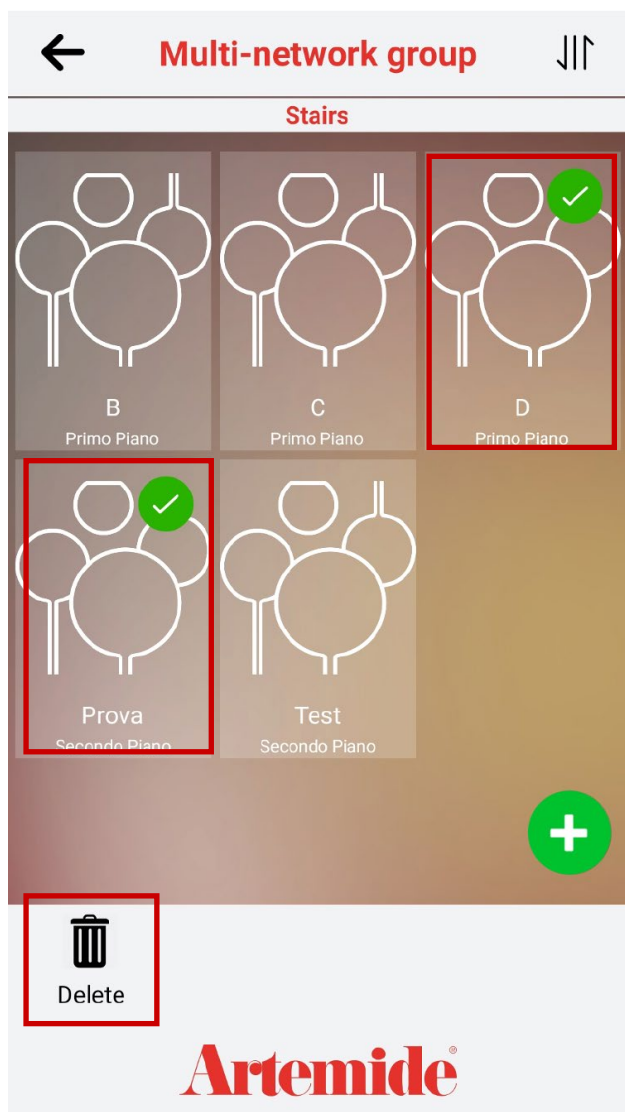 Multi-network group
Stairs
B
Primo Piano
C
Primo Piano
D
Primo Piano
Prova
Secondo Piano
Test
Secondo Piano
Delete
Artemide®